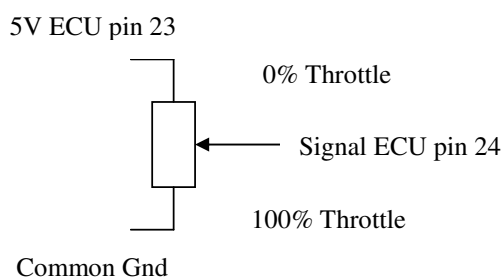 5V ECU pin 23
0% Throttle
Signal ECU pin 24
100% Throttle
Common Gnd